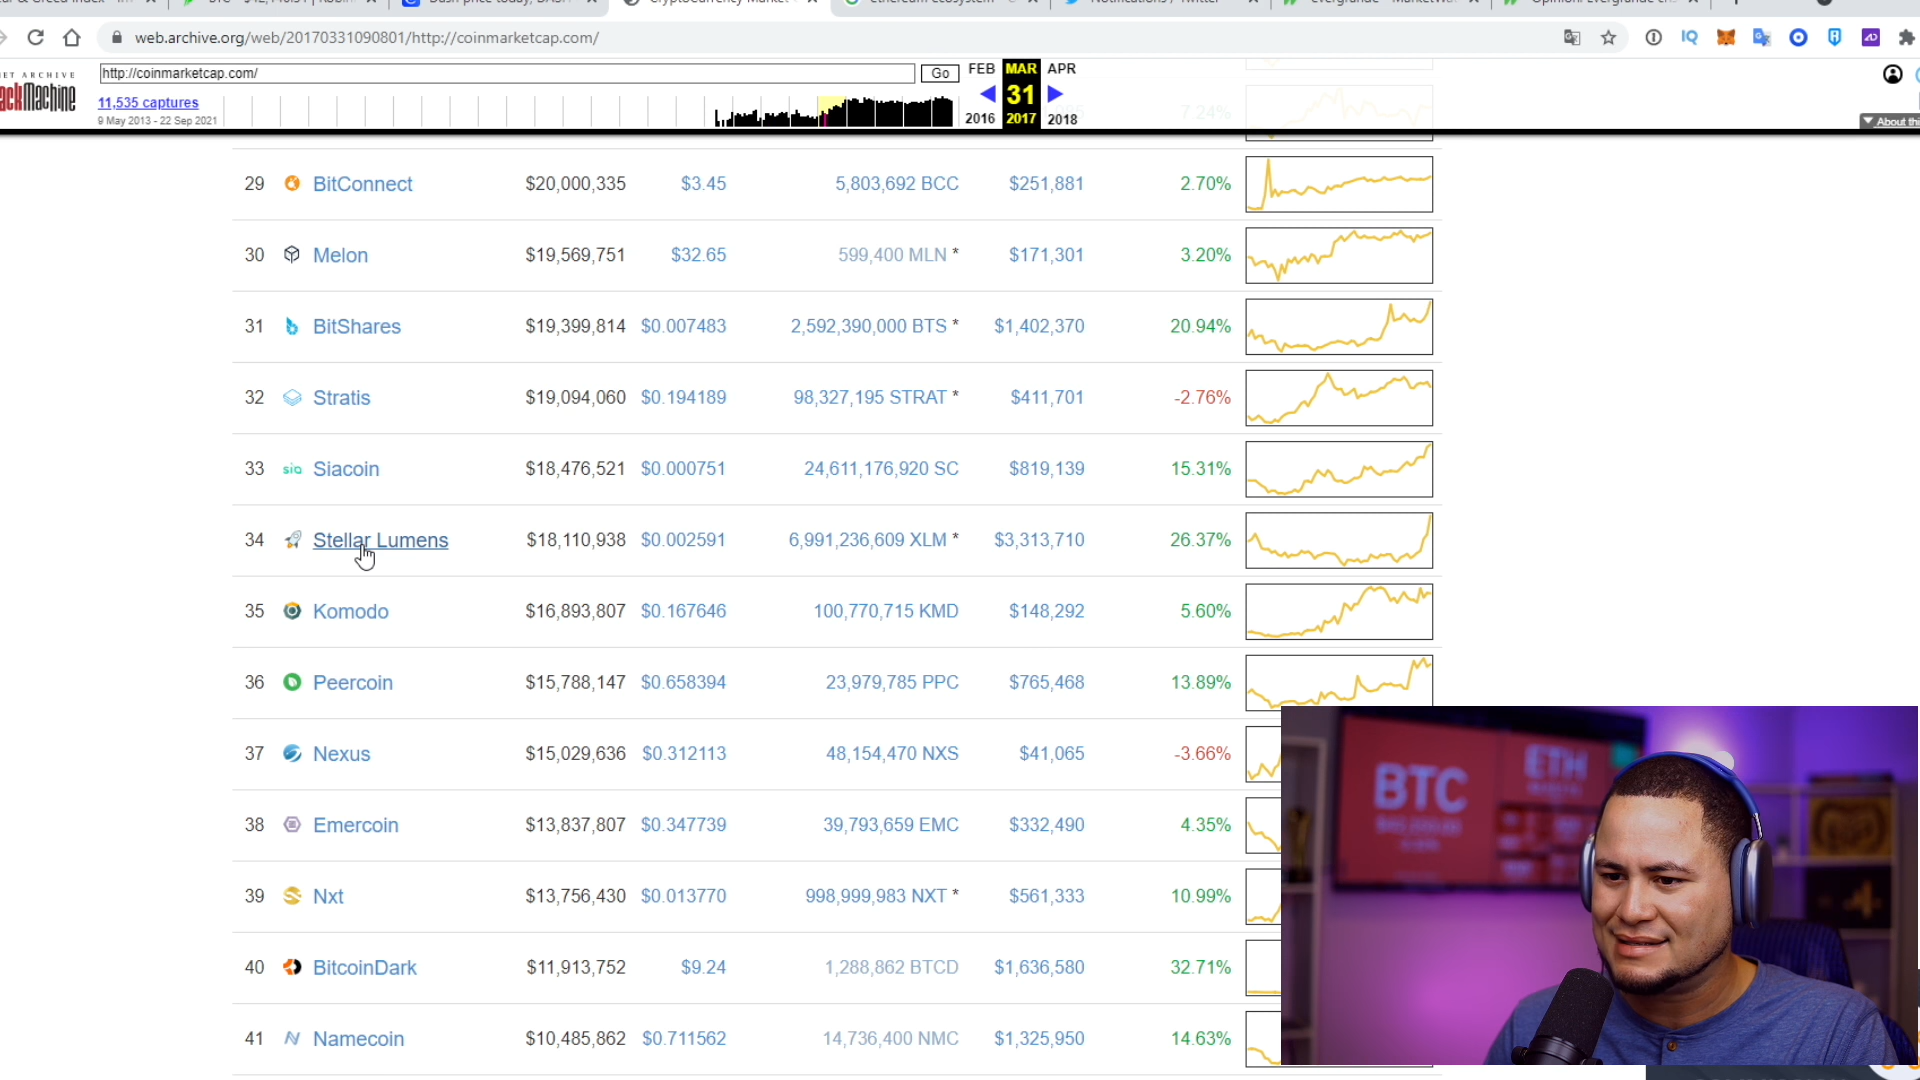 web.archive.org/web/20170331090801/http://coinmarketcap.com/
http://coinmarketcap.com/
Go
FEB MAR APR
31
2016 2017 2018
11,535 captures
9 May 2013 - 22 Sep 2021
7.24%
29 BitConnect $20,000,335 $3.45 5,803,692 BCC $251,881 2.70%
30 Melon $19,569,751 $32.65 599,400 MLN * $171,301 3.20%
31 BitShares $19,399,814 $0.007483 2,592,390,000 BTS * $1,402,370 20.94%
32 Stratis $19,094,060 $0.194189 98,327,195 STRAT * $411,701 -2.76%
33 sia Siacoin $18,476,521 $0.000751 24,611,176,920 SC $819,139 15.31%
34 Stellar Lumens $18,110,938 $0.002591 6,991,236,609 XLM * $3,313,710 26.37%
35 Komodo $16,893,807 $0.167646 100,770,715 KMD $148,292 5.60%
36 Peercoin $15,788,147 $0.658394 23,979,785 PPC $765,468 13.89%
37 Nexus $15,029,636 $0.312113 48,154,470 NXS $41,065 -3.66%
38 Emercoin $13,837,807 $0.347739 39,793,659 EMC $332,490 4.35%
39 Nxt $13,756,430 $0.013770 998,999,983 NXT * $561,333 10.99%
40 BitcoinDark $11,913,752 $9.24 1,288,862 BTCD $1,636,580 32.71%
41 Namecoin $10,485,862 $0.711562 14,736,400 NMC $1,325,950 14.63%
BTC
ETH